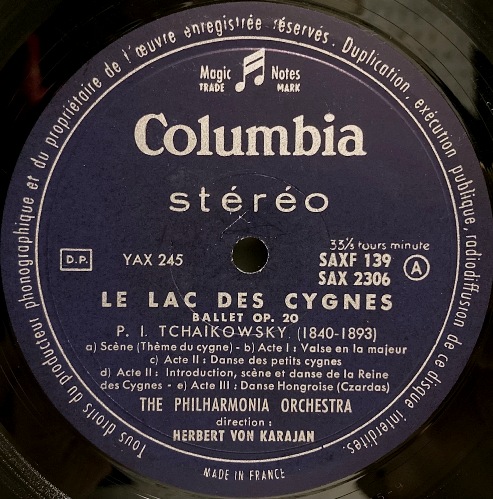 Tous droits du producteur phonographique et du propriétaire de l'œuvre enregistrée réservés. Duplication, exécution publique, radiodiffusion de ce disque interdites.
Magic Notes
TRADE MARK
Columbia
stéréo
33⅓ tours minute
D.P. YAX 245 SAXF 139 A
SAX 2306
LE LAC DES CYGNES
BALLET OP. 20
P. I. TCHAIKOWSKY (1840-1893)
a) Scène (Thème du cygne) - b) Acte I : Valse en la majeur
c) Acte II : Danse des petits cygnes
d) Acte II : Introduction, scène et danse de la Reine
des Cygnes - e) Acte III : Danse Hongroise (Czardas)
THE PHILHARMONIA ORCHESTRA
direction :
HERBERT VON KARAJAN
MADE IN FRANCE